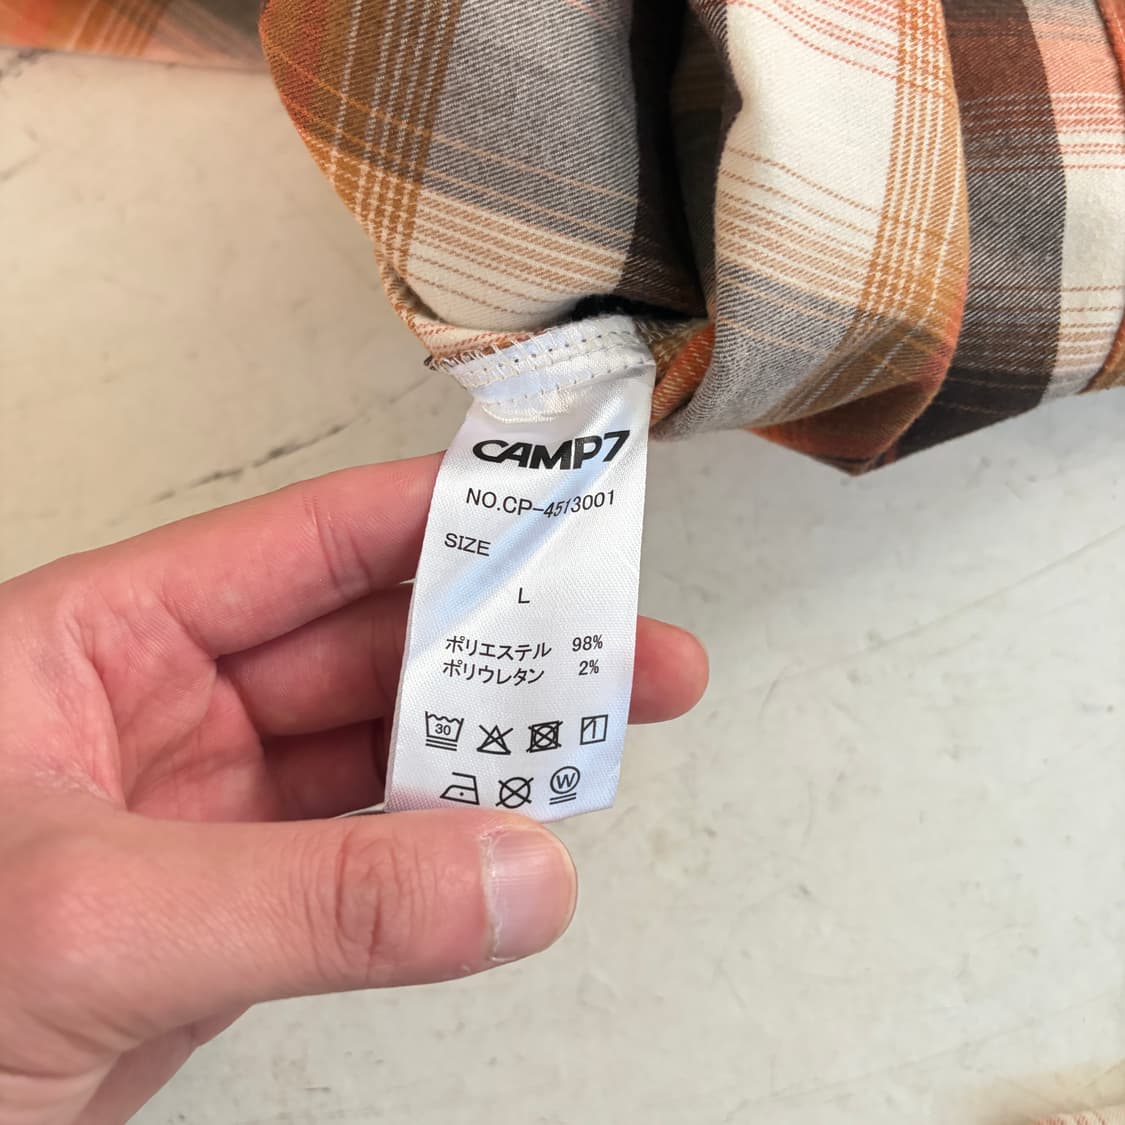 CAMP7
NO.CP-4513001
SIZE
L
ポリエステル 98%
ポリウレタン 2%
30
W